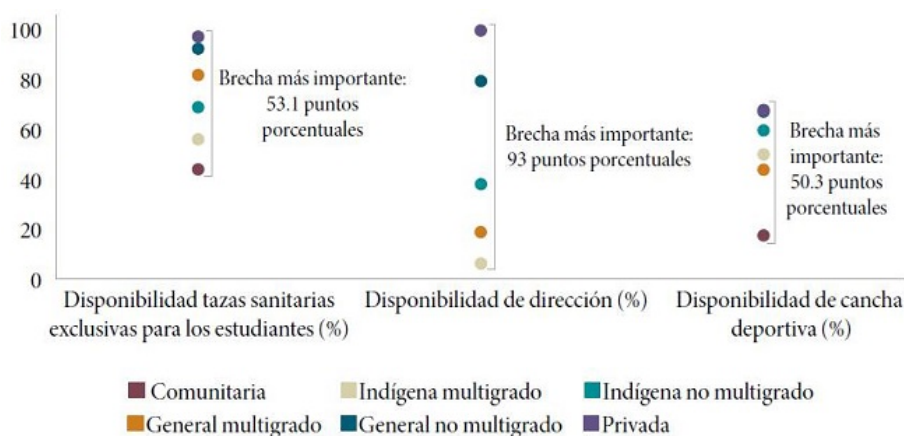 100
80
60
40
20
0
Brecha más importante:
53.1 puntos
porcentuales
Brecha más importante:
93 puntos porcentuales
Brecha más
importante:
50.3 puntos
porcentuales
Disponibilidad tazas sanitarias
exclusivas para los estudiantes (%)
Disponibilidad de dirección (%)
Disponibilidad de cancha
deportiva (%)
Comunitaria
Indígena multigrado
Indígena no multigrado
General multigrado
General no multigrado
Privada